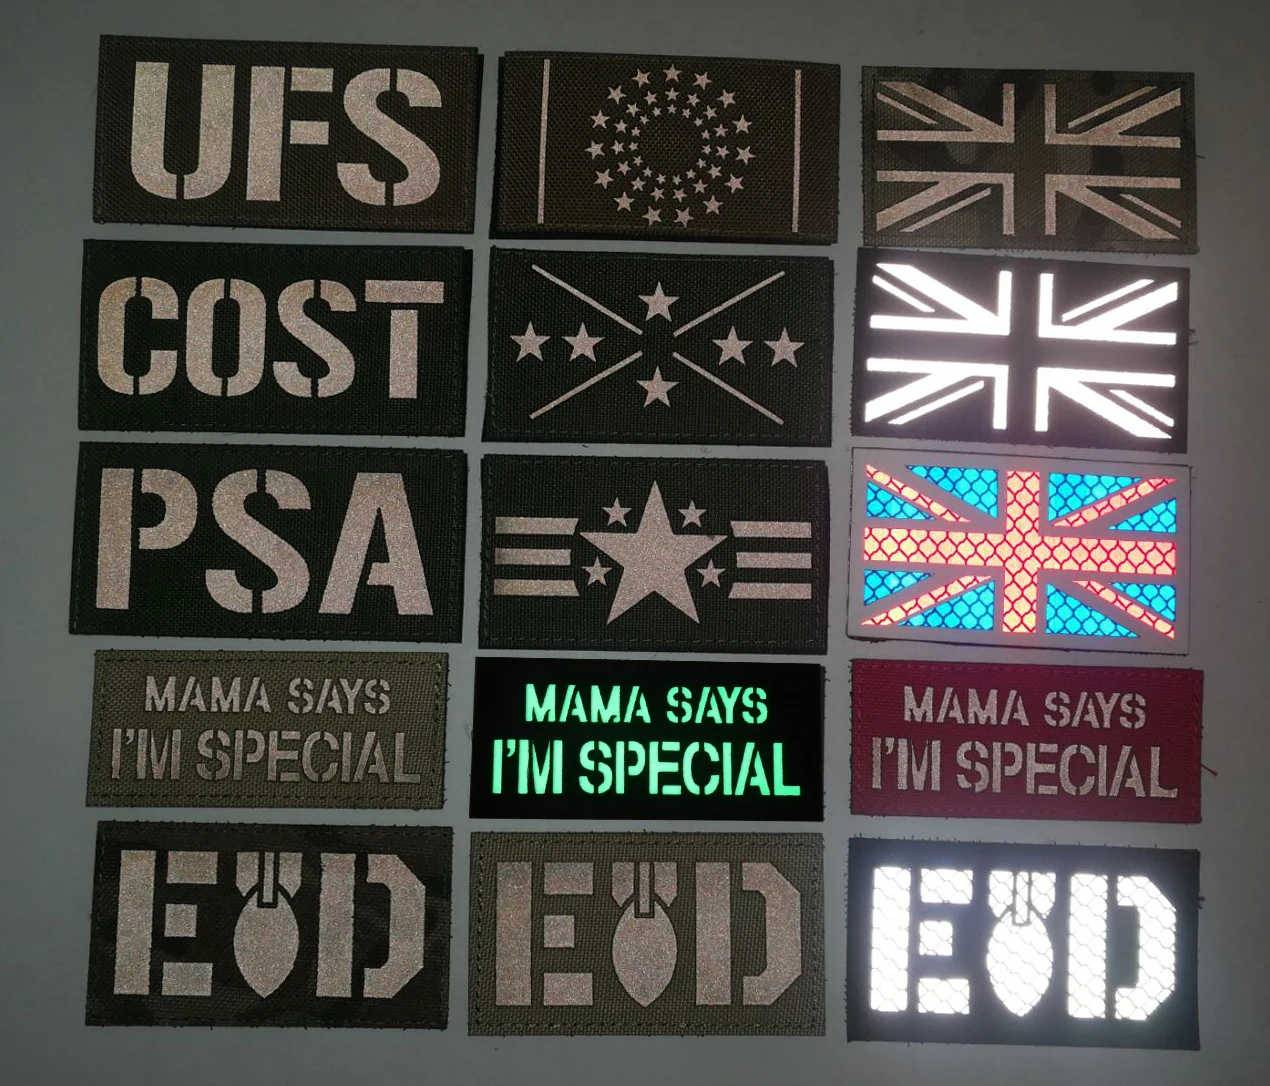 UFS
COST
PSA
MAMA SAYS
I'M SPECIAL
MAMA SAYS
I'M SPECIAL
MAMA SAYS
I'M SPECIAL
EOD
EOD
EOD